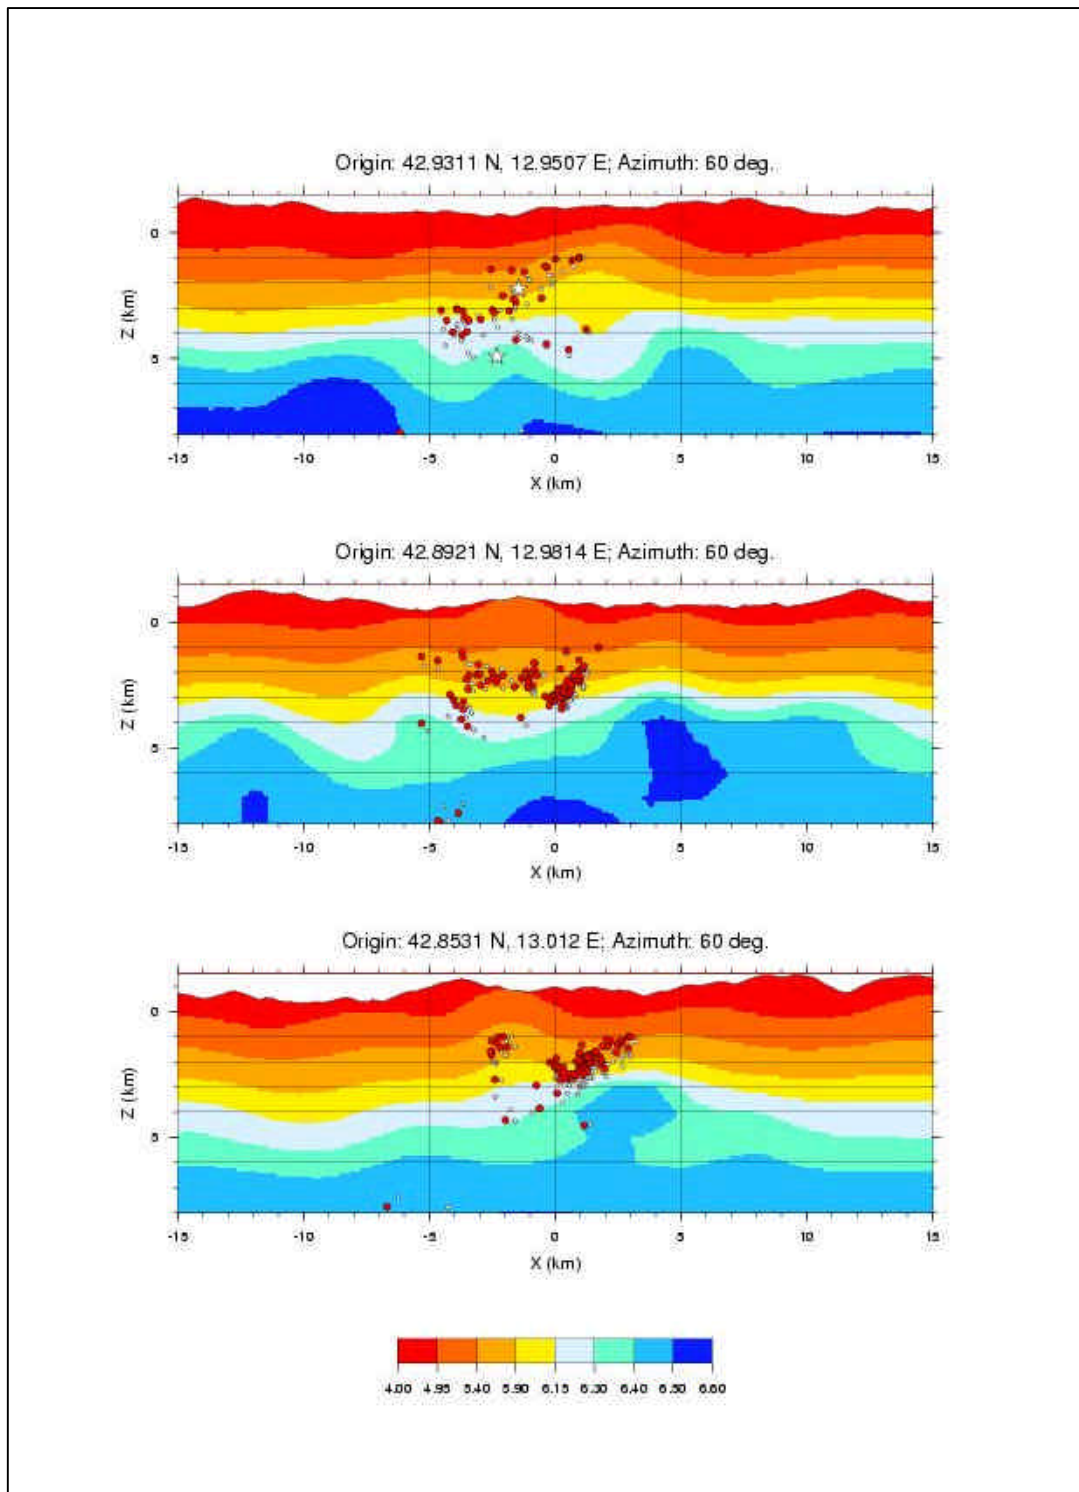 Origin: 42.9311 N, 12.9507 E; Azimuth: 60 deg.
Z (km)
0
5
-15 -10 -5 0 5 10 15
X (km)
Origin: 42.8921 N, 12.9814 E; Azimuth: 60 deg.
Z (km)
0
5
-15 -10 -5 0 5 10 15
X (km)
Origin: 42.8531 N, 13.012 E; Azimuth: 60 deg.
Z (km)
0
5
-15 -10 -5 0 5 10 15
X (km)
4.00 4.95 5.40 5.90 6.15 6.30 6.40 6.50 6.60